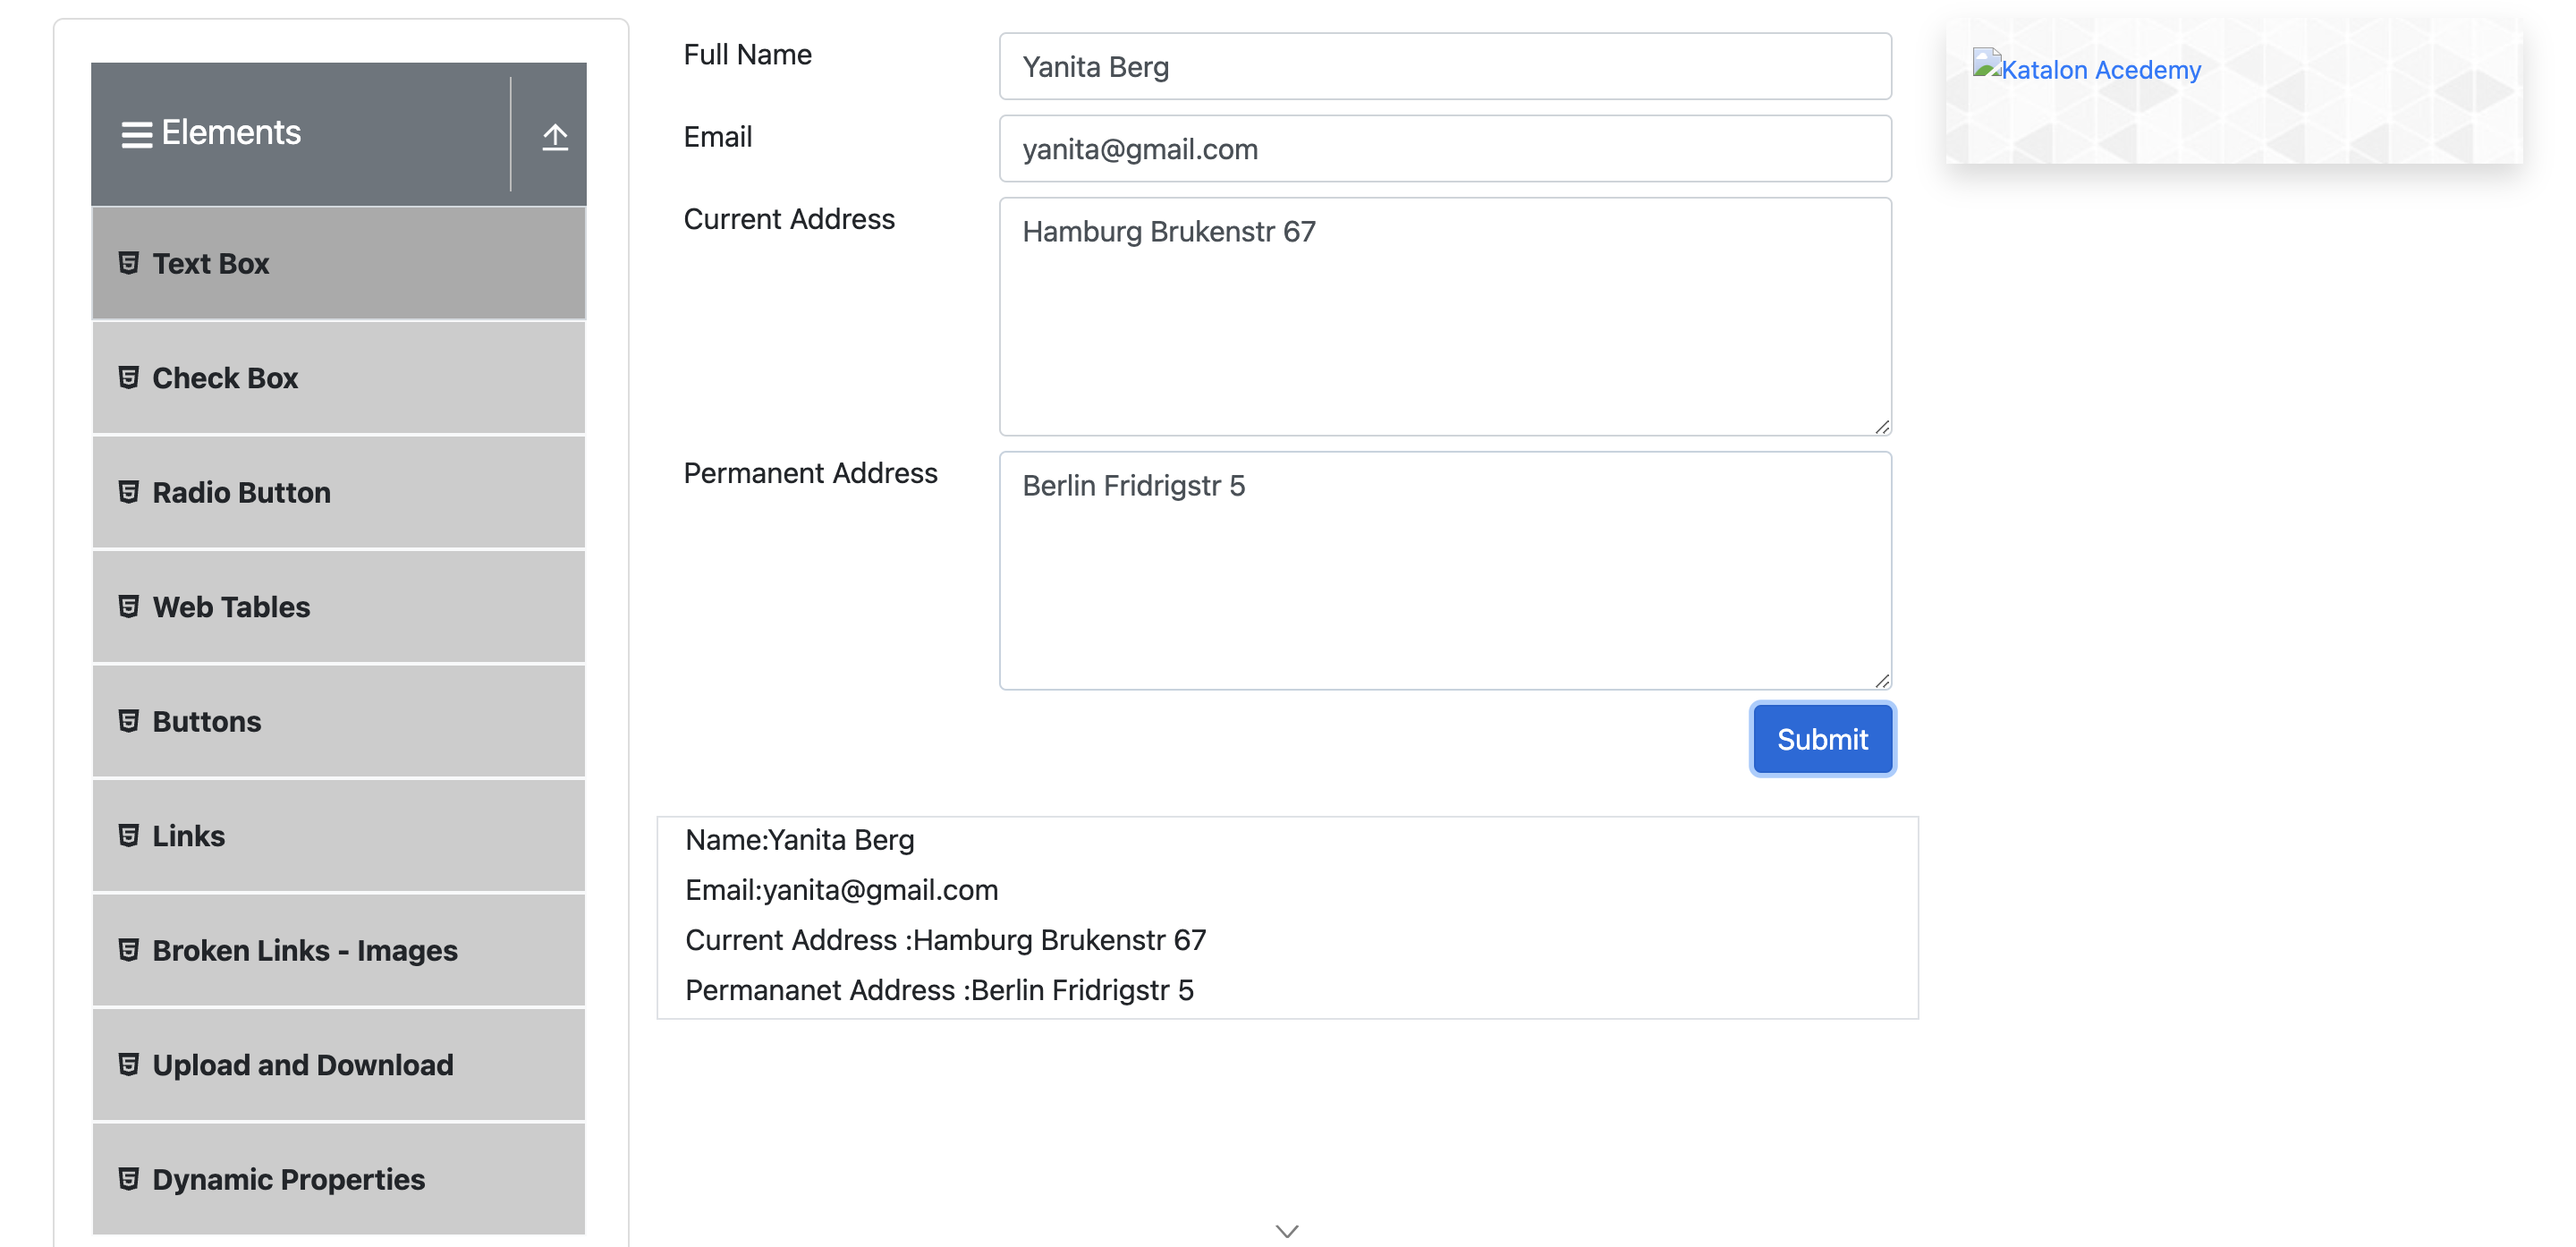 Elements
Text Box
Check Box
Radio Button
Web Tables
Buttons
Links
Broken Links - Images
Upload and Download
Dynamic Properties
Full Name
Yanita Berg
Email
yanita@gmail.com
Current Address
Hamburg Brukenstr 67
Permanent Address
Berlin Fridrigstr 5
Submit
Name:Yanita Berg
Email:yanita@gmail.com
Current Address :Hamburg Brukenstr 67
Permananet Address :Berlin Fridrigstr 5
Katalon Acedemy